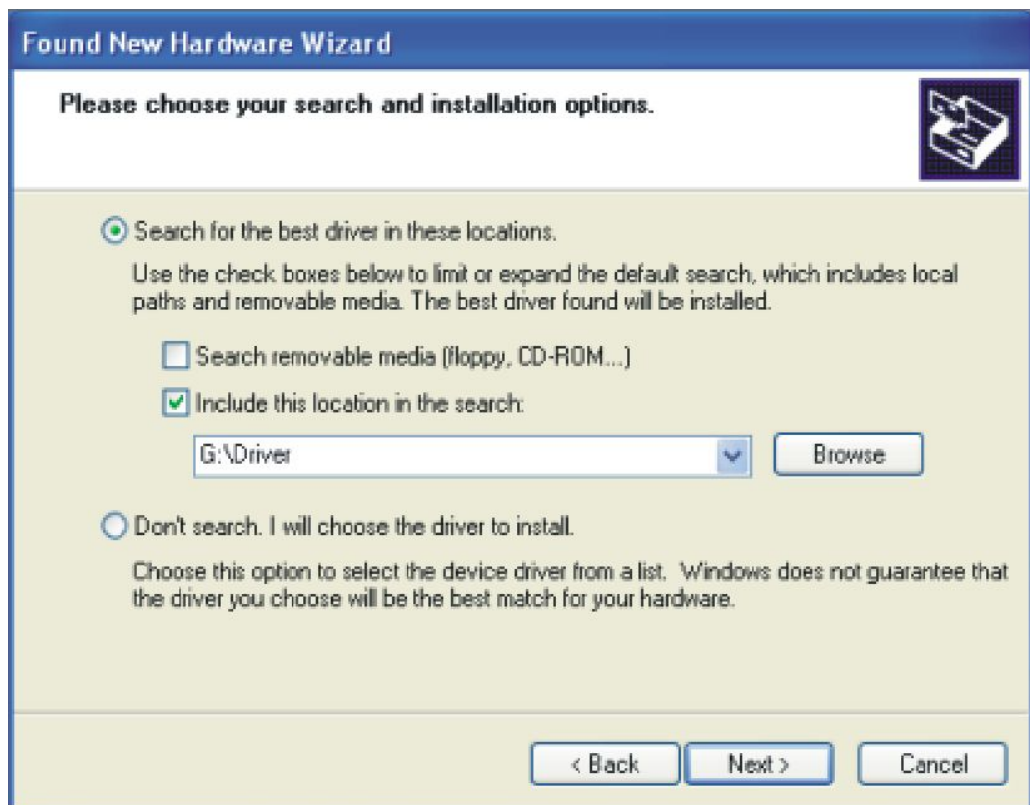 Found New Hardware Wizard
Please choose your search and installation options.
Search for the best driver in these locations.
Use the check boxes below to limit or expand the default search, which includes local
paths and removable media. The best driver found will be installed.
Search removable media (floppy, CD-ROM...)
Include this location in the search:
G:\Driver
Browse
Don't search. I will choose the driver to install.
Choose this option to select the device driver from a list. Windows does not guarantee that
the driver you choose will be the best match for your hardware.
< Back
Next >
Cancel